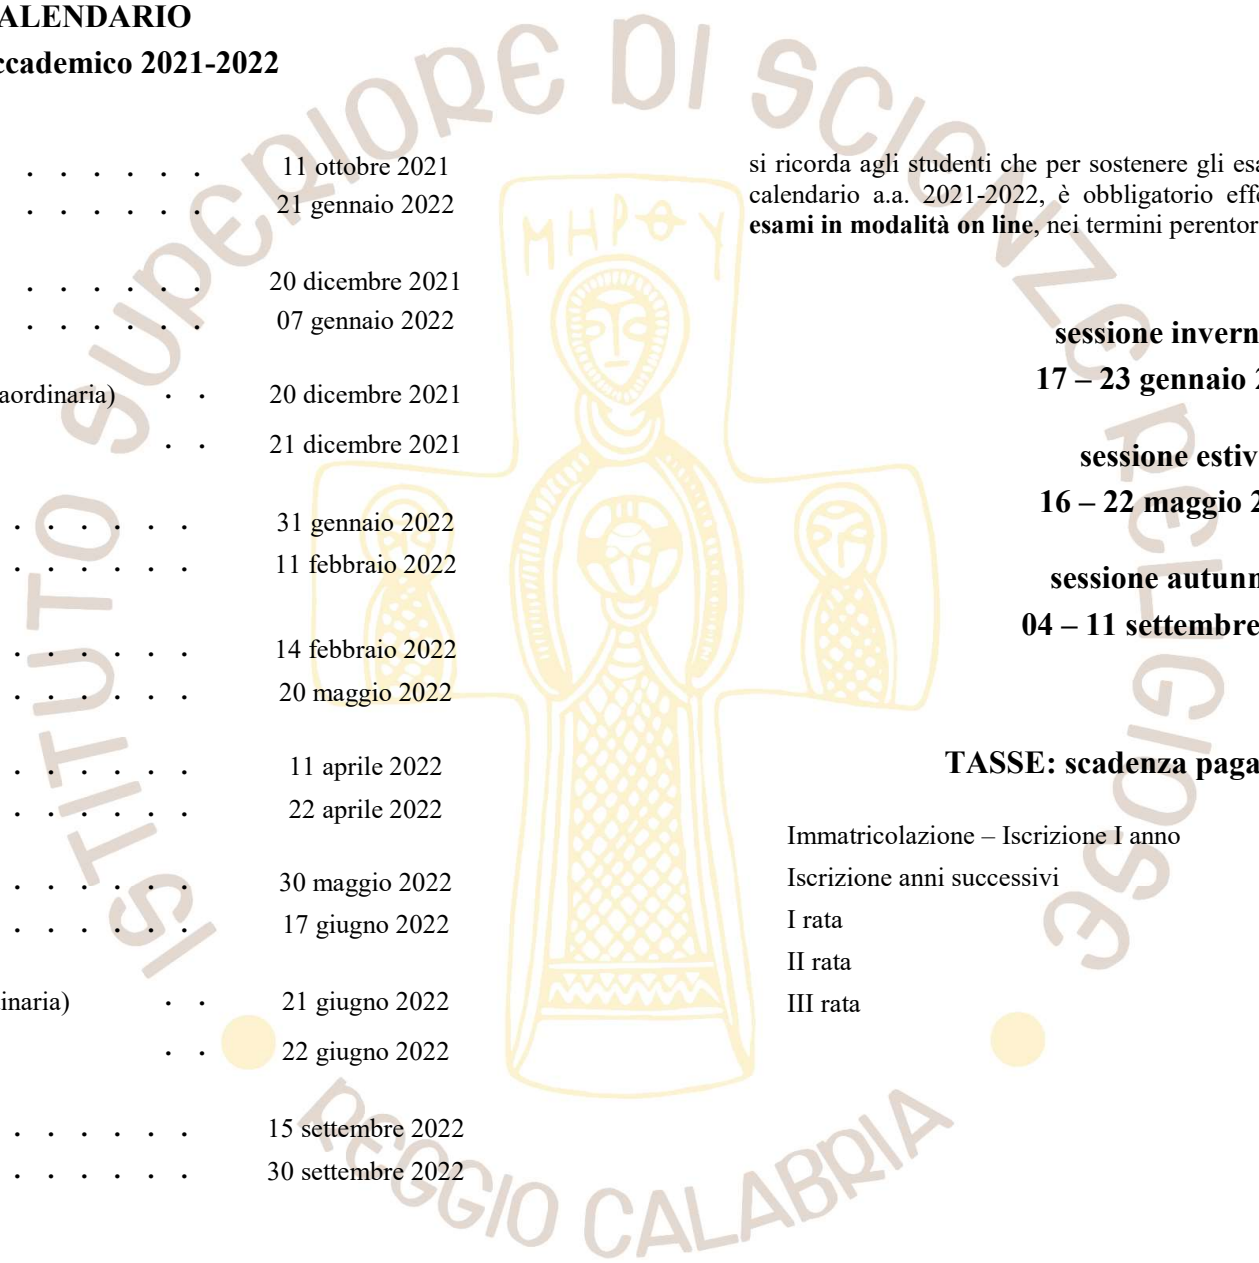 ALENDARIO
ccademico 2021-2022
. . . . . . 11 ottobre 2021
. . . . . . 21 gennaio 2022
. . . . . . 20 dicembre 2021
. . . . . . 07 gennaio 2022
aordinaria) . . 20 dicembre 2021
. . 21 dicembre 2021
. . . . . . 31 gennaio 2022
. . . . . . 11 febbraio 2022
. . . . . . 14 febbraio 2022
. . . . . . 20 maggio 2022
. . . . . . 11 aprile 2022
. . . . . . 22 aprile 2022
. . . . . . 30 maggio 2022
. . . . . . 17 giugno 2022
inaria) . . 21 giugno 2022
. . 22 giugno 2022
. . . . . . 15 settembre 2022
. . . . . . 30 settembre 2022
si ricorda agli studenti che per sostenere gli esa
calendario a.a. 2021-2022, è obbligatorio effe
esami in modalità on line, nei termini perentor
sessione invern
17 – 23 gennaio 2
sessione estiv
16 – 22 maggio 2
sessione autunn
04 – 11 settembre
TASSE: scadenza paga
Immatricolazione – Iscrizione I anno
Iscrizione anni successivi
I rata
II rata
III rata
ISTITUTO SUPERIORE DI SCIENZE RELIGIOSE
REGGIO CALABRIA
ΜΗΡΘΥ